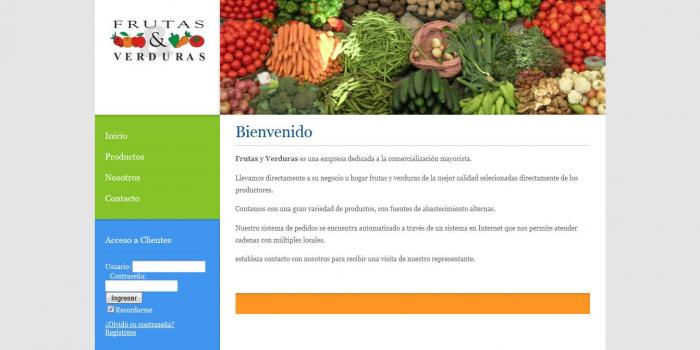 FRUTAS
&
VERDURAS
Inicio
Productos
Nosotros
Contacto
Acceso a Clientes
Usuario:
Contraseña:
Ingresar
Recordarme
¿Olvidó su contraseña?
Registrese
Bienvenido
Frutas y Verduras es una empresa dedicada a la comercialización mayorista.
Llevamos directamente a su negocio u hogar frutas y verduras de la mejor calidad selecionadas directamente de los
productores.
Contamos con una gran variedad de productos, con fuentes de abastecimiento alternas.
Nuestro sistema de pedidos se encuentra automatizado a través de un sistema en Internet que nos permite atender
cadenas con múltiples locales.
estableza contacto con nosotros para recibir una visita de nuestro representante.